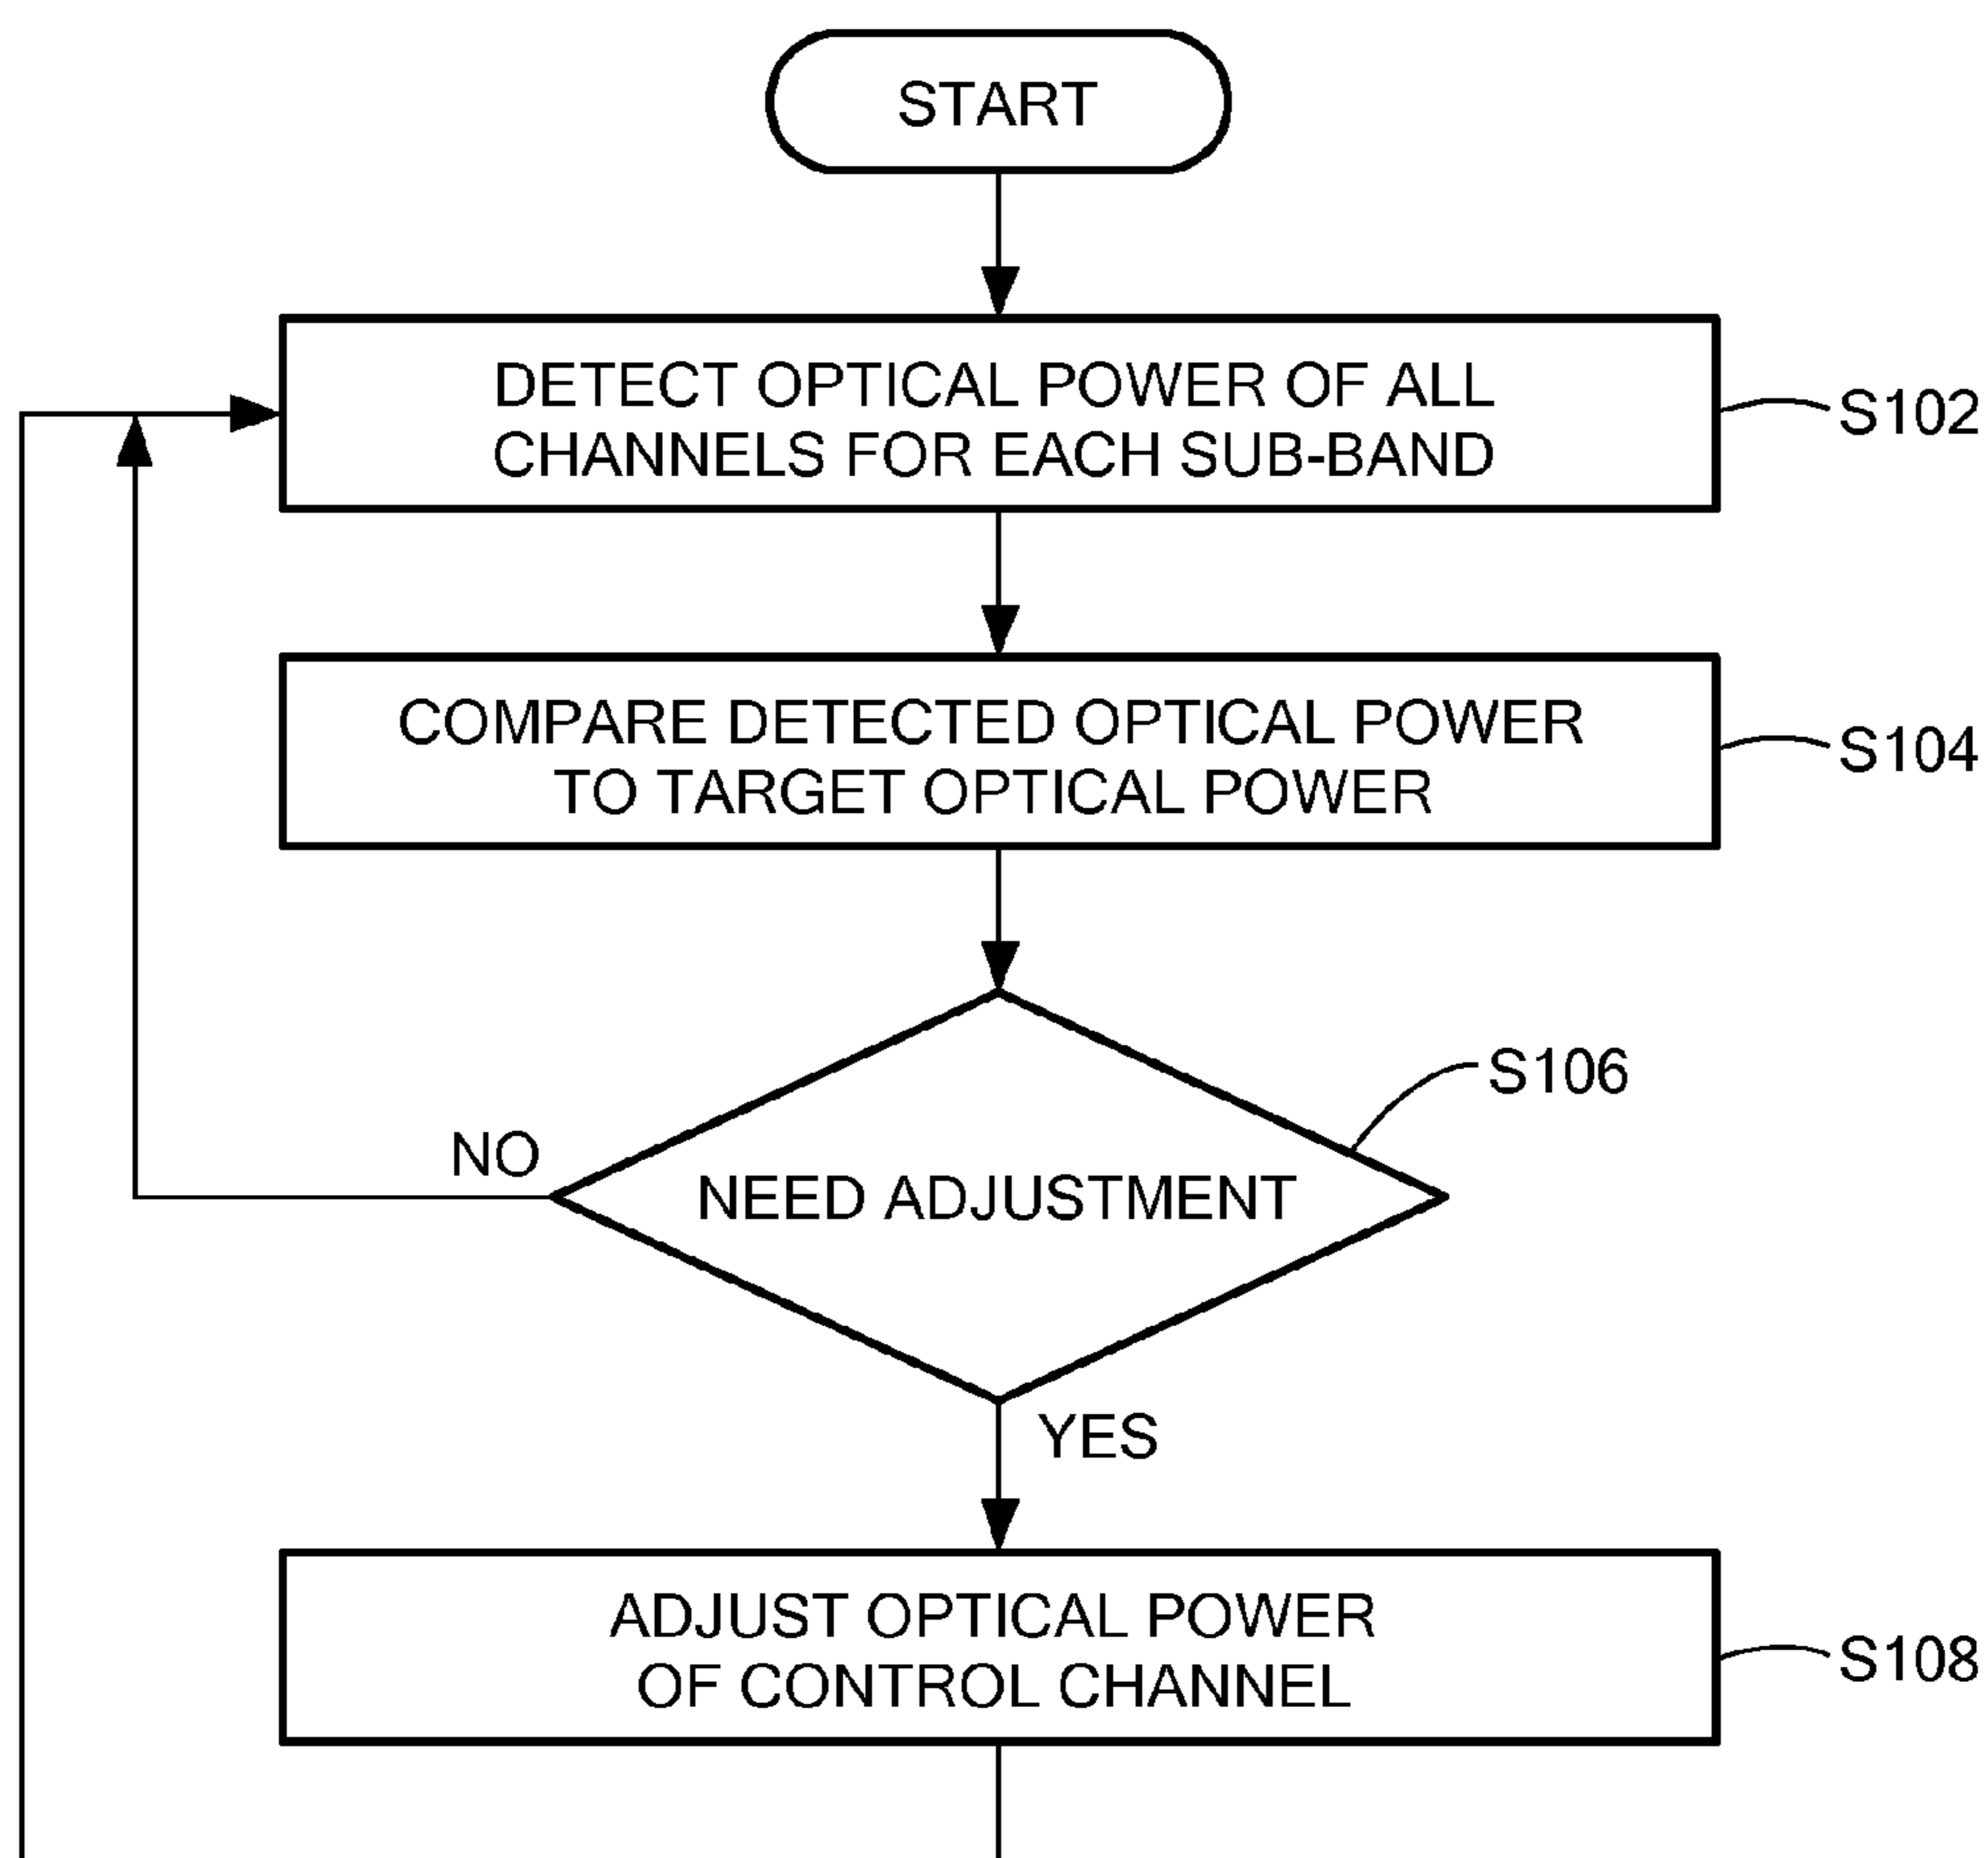 START
DETECT OPTICAL POWER OF ALL
CHANNELS FOR EACH SUB-BAND
S102
COMPARE DETECTED OPTICAL POWER
TO TARGET OPTICAL POWER
S104
S106
NO
NEED ADJUSTMENT
YES
ADJUST OPTICAL POWER
OF CONTROL CHANNEL
S108